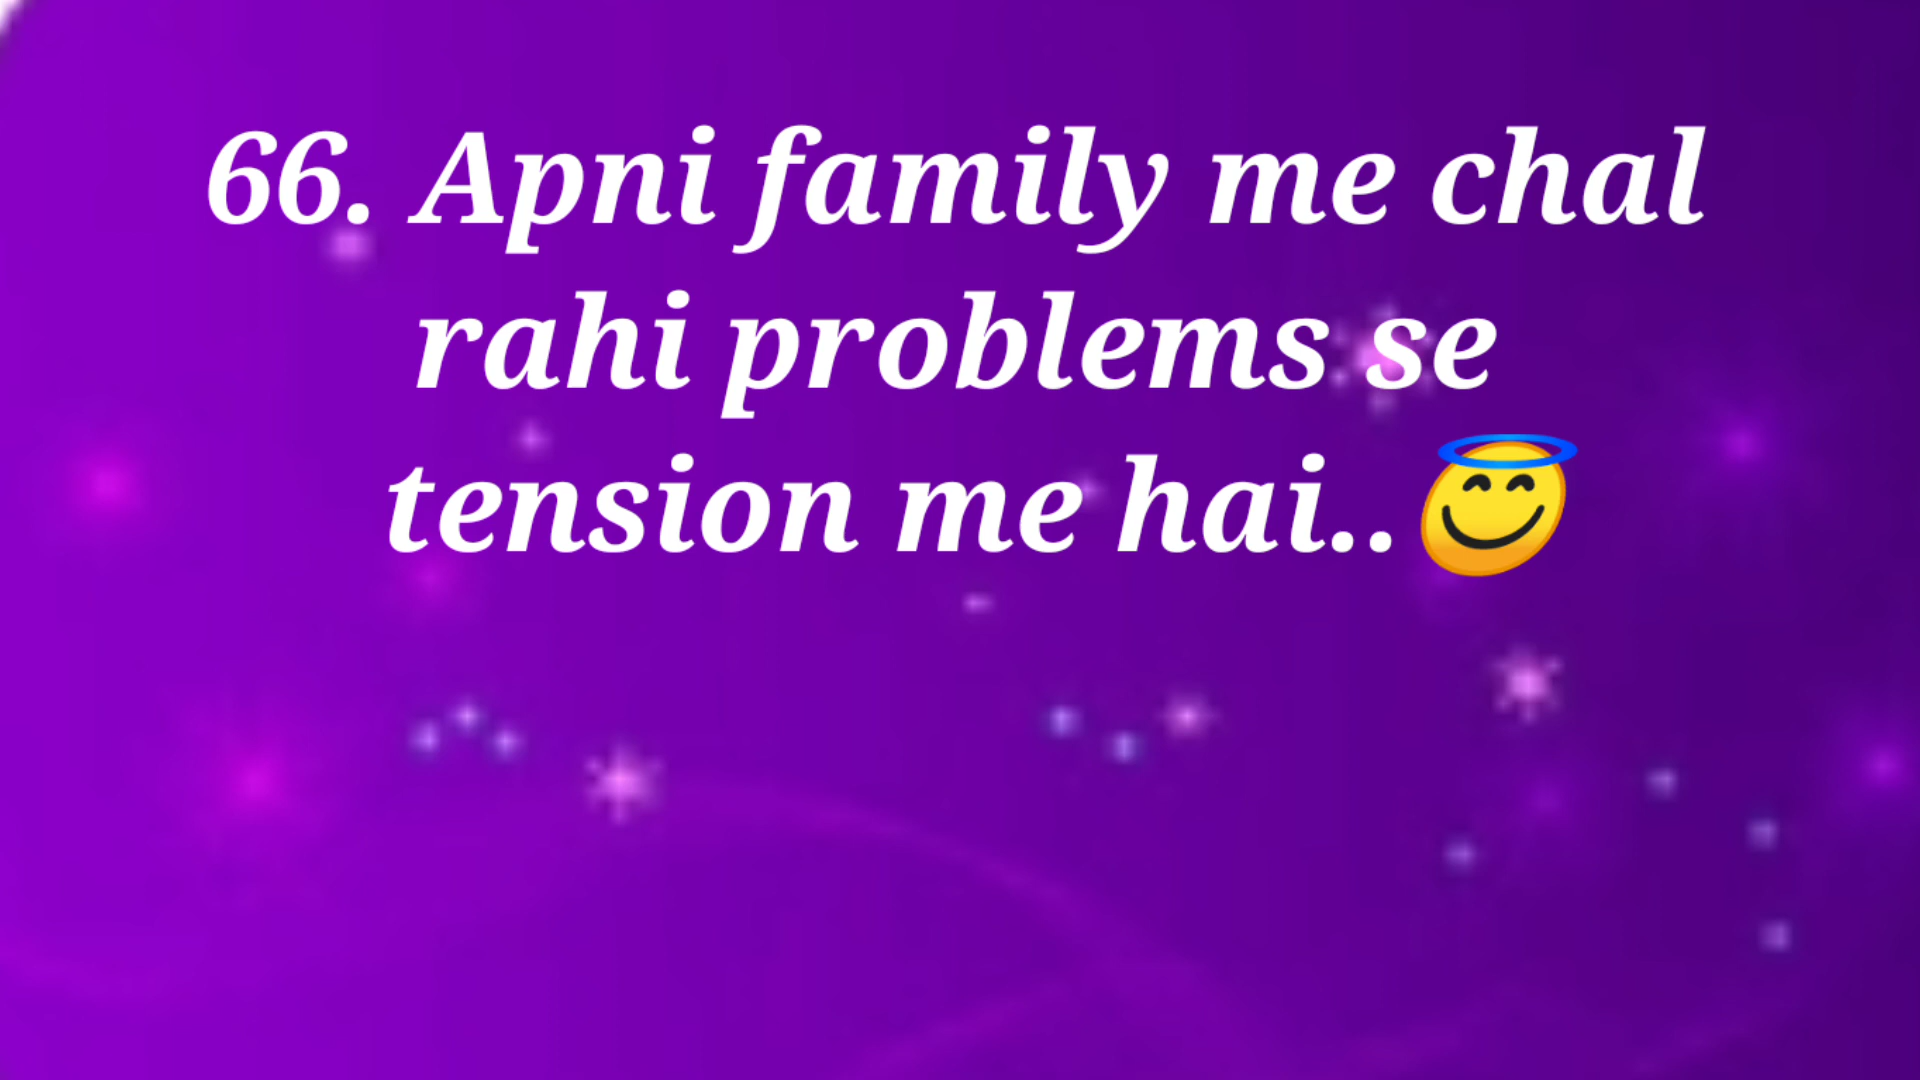 66. Apni family me chal
rahi problems se
tension me hai..😇